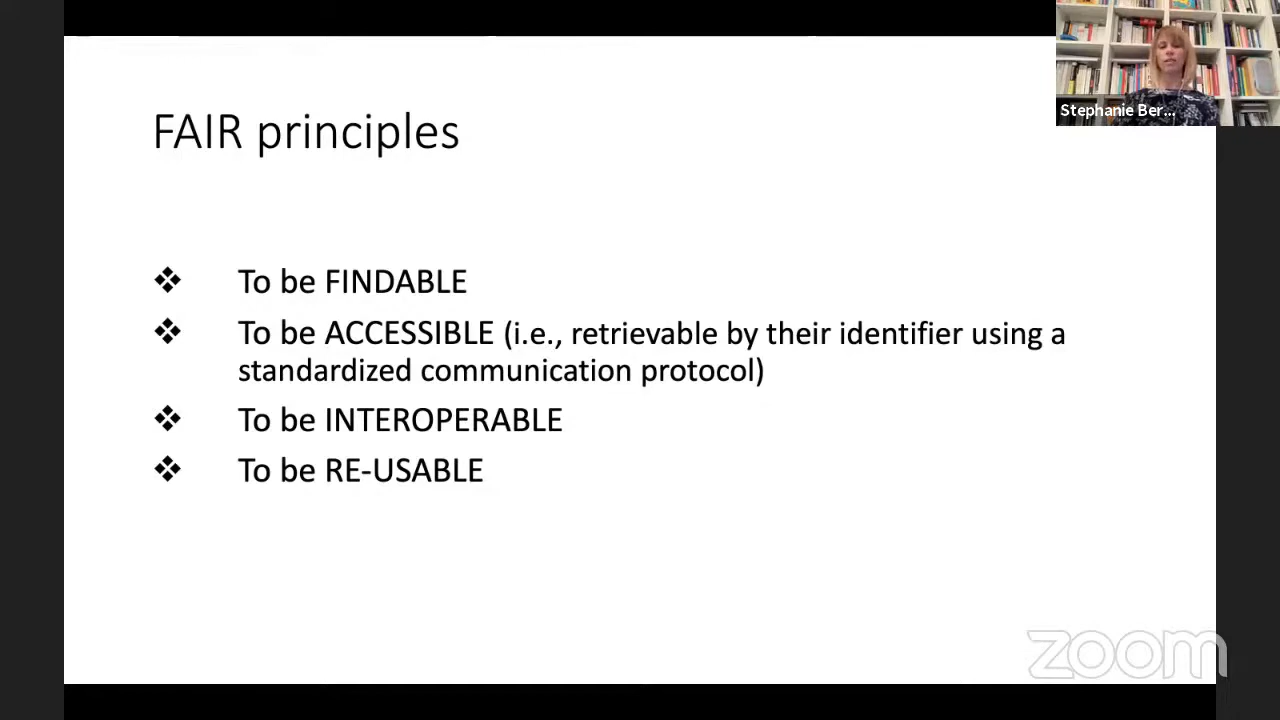 Stephanie Ber...
FAIR principles
❖ To be FINDABLE
❖ To be ACCESSIBLE (i.e., retrievable by their identifier using a
standardized communication protocol)
❖ To be INTEROPERABLE
❖ To be RE-USABLE
zoom